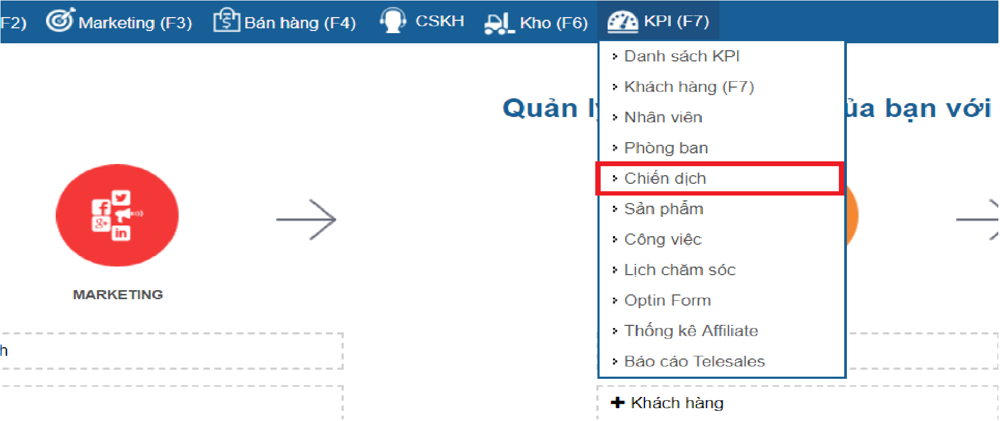 F2) Marketing (F3) Bán hàng (F4) CSKH Kho (F6) KPI (F7)
Danh sách KPI
Khách hàng (F7)
Quản lý
Nhân viên
ủa bạn với
Phòng ban
Chiến dịch
Sản phẩm
Công việc
Lịch chăm sóc
MARKETING
Optin Form
Thống kê Affiliate
h
Báo cáo Telesales
+ Khách hàng